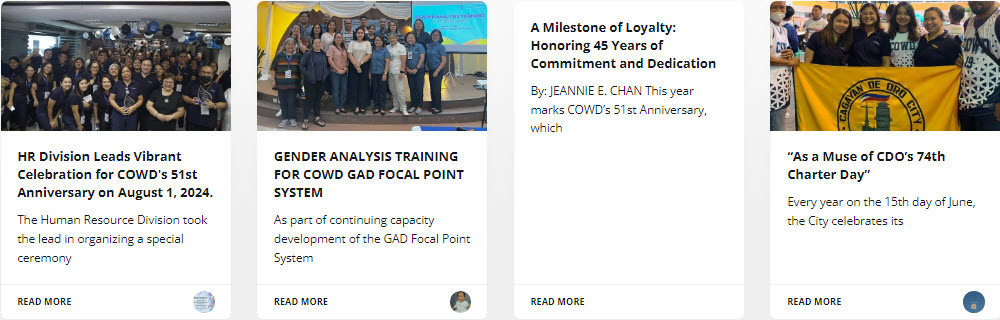 HR Division Leads Vibrant
Celebration for COWD's 51st
Anniversary on August 1, 2024.
The Human Resource Division took
the lead in organizing a special
ceremony
READ MORE
GENDER ANALYSIS TRAINING
FOR COWD GAD FOCAL POINT
SYSTEM
As part of continuing capacity
development of the GAD Focal Point
System
READ MORE
A Milestone of Loyalty:
Honoring 45 Years of
Commitment and Dedication
By: JEANNIE E. CHAN This year
marks COWD’s 51st Anniversary,
which
READ MORE
COWD
CAGAYAN DE ORO CITY
“As a Muse of CDO’s 74th
Charter Day”
Every year on the 15th day of June,
the City celebrates its
READ MORE